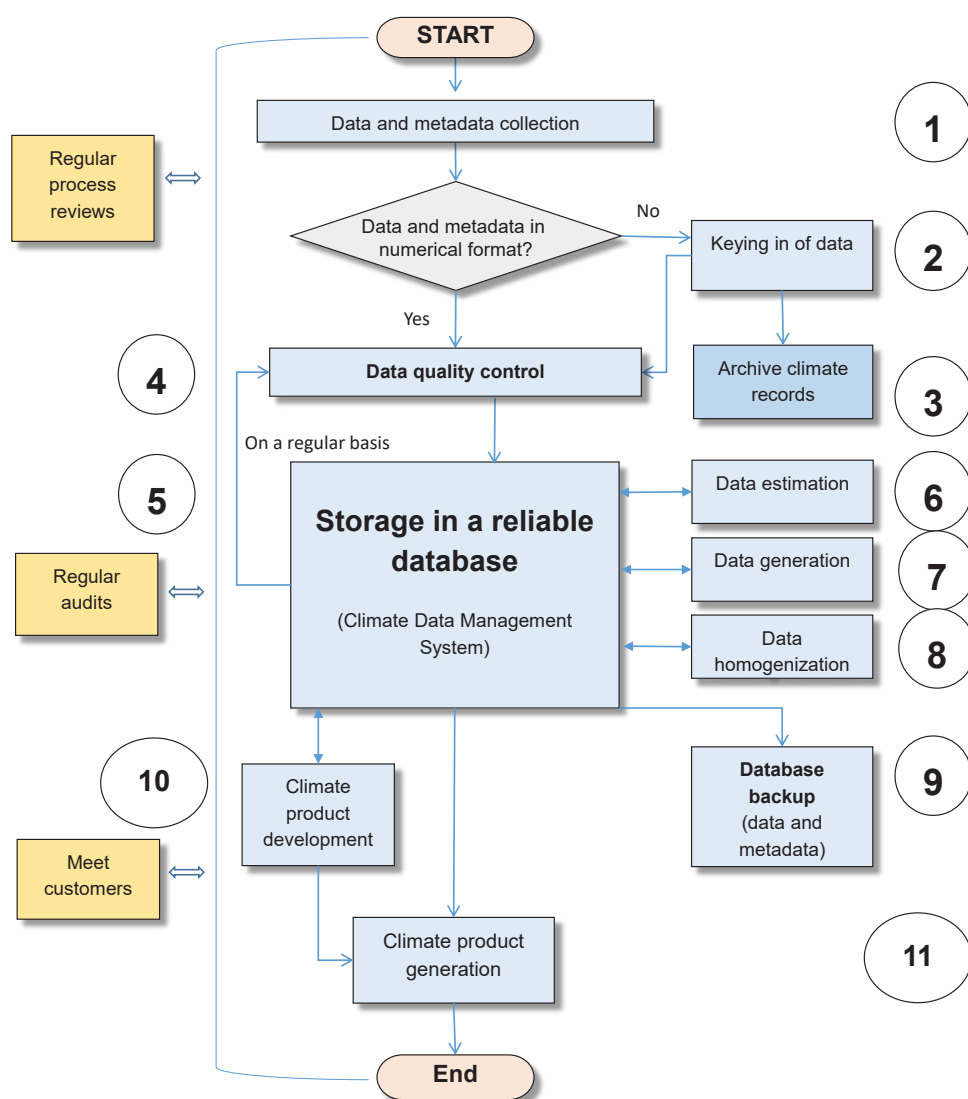 START
Data and metadata collection
1
Regular
process
reviews
Data and metadata in
numerical format?
No
Keying in of data
2
Yes
4
Data quality control
Archive climate
records
3
On a regular basis
5
Storage in a reliable
database
(Climate Data Management
System)
Data estimation
6
Data generation
7
Regular
audits
Data
homogenization
8
10
Climate
product
development
Database
backup
(data and
metadata)
9
Meet
customers
Climate product
generation
11
End